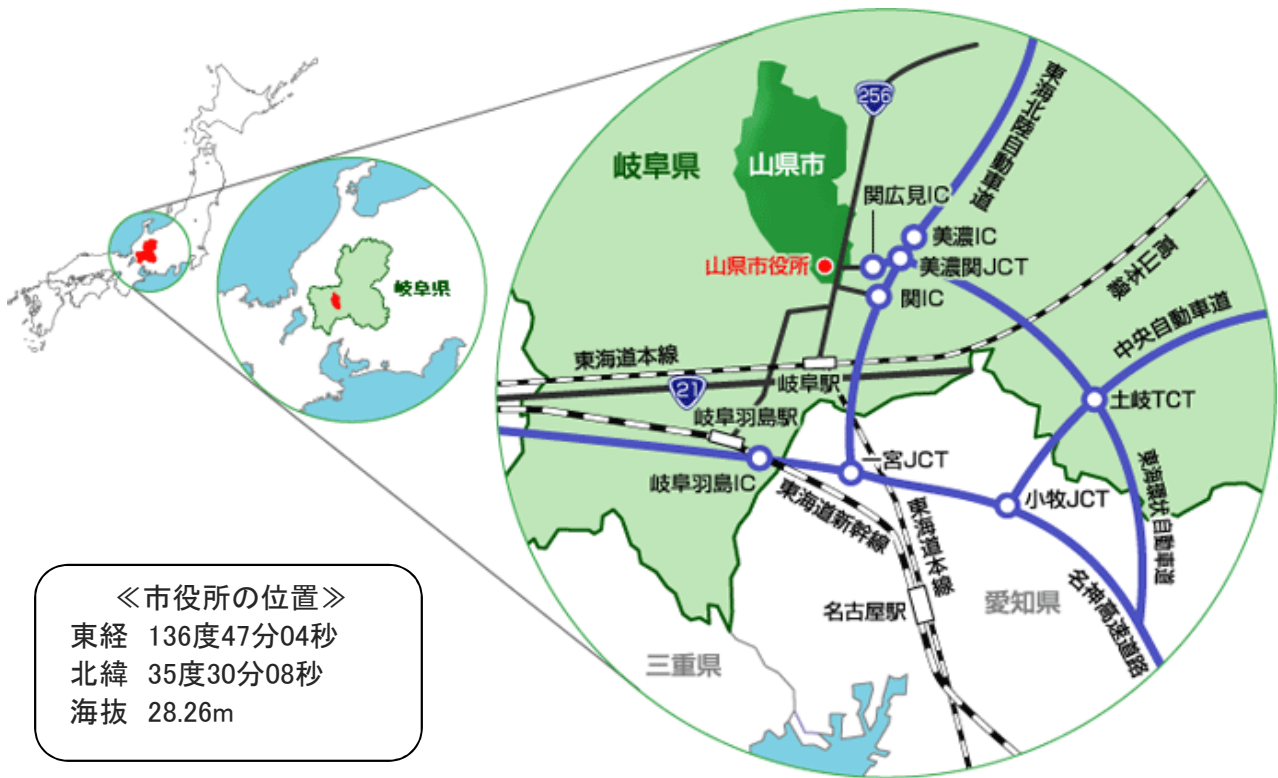 256
東海北陸自動車道
岐阜県
山県市
関広見IC
美濃IC
山県市役所
美濃関JCT
高山本線
岐阜県
関IC
中央自動車道
東海道本線
岐阜駅
21
土岐TCT
岐阜羽島駅
一宮JCT
岐阜羽島IC
小牧JCT
東海環状自動車道
東海道新幹線
東海道本線
名古屋駅
愛知県
名神高速道路
三重県
≪市役所の位置≫
東経 136度47分04秒
北緯 35度30分08秒
海抜 28.26m